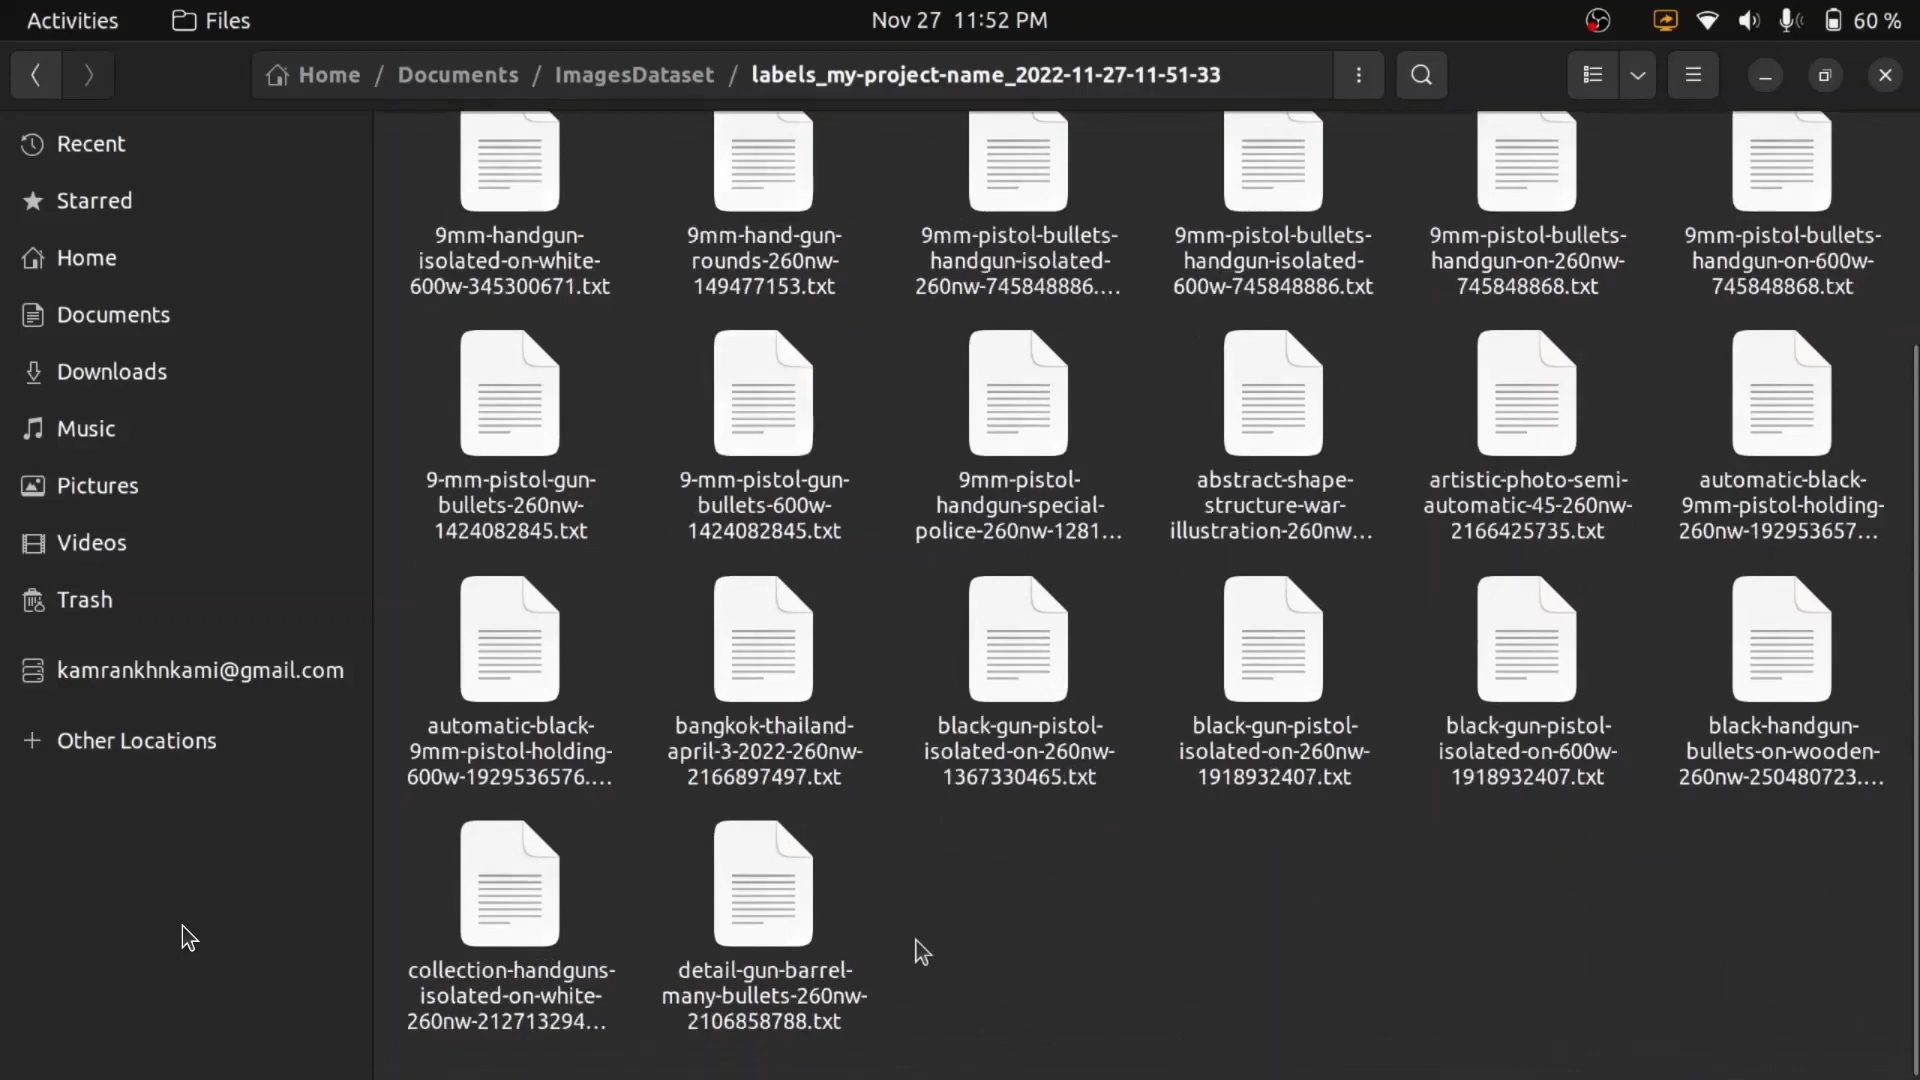 Activities
Files
Nov 27 11:52 PM
60 %
Home / Documents / ImagesDataset / labels_my-project-name_2022-11-27-11-51-33
Recent
Starred
Home
Documents
Downloads
Music
Pictures
Videos
Trash
kamrankhnkami@gmail.com
+ Other Locations
9mm-handgun-
isolated-on-white-
600w-345300671.txt
9mm-hand-gun-
rounds-260nw-
149477153.txt
9mm-pistol-bullets-
handgun-isolated-
260nw-745848886....
9mm-pistol-bullets-
handgun-isolated-
600w-745848886.txt
9mm-pistol-bullets-
handgun-on-260nw-
745848868.txt
9mm-pistol-bullets-
handgun-on-600w-
745848868.txt
9-mm-pistol-gun-
bullets-260nw-
1424082845.txt
9-mm-pistol-gun-
bullets-600w-
1424082845.txt
9mm-pistol-
handgun-special-
police-260nw-1281...
abstract-shape-
structure-war-
illustration-260nw...
artistic-photo-semi-
automatic-45-260nw-
2166425735.txt
automatic-black-
9mm-pistol-holding-
260nw-192953657...
automatic-black-
9mm-pistol-holding-
600w-1929536576....
bangkok-thailand-
april-3-2022-260nw-
2166897497.txt
black-gun-pistol-
isolated-on-260nw-
1367330465.txt
black-gun-pistol-
isolated-on-260nw-
1918932407.txt
black-gun-pistol-
isolated-on-600w-
1918932407.txt
black-handgun-
bullets-on-wooden-
260nw-250480723....
collection-handguns-
isolated-on-white-
260nw-212713294...
detail-gun-barrel-
many-bullets-260nw-
2106858788.txt